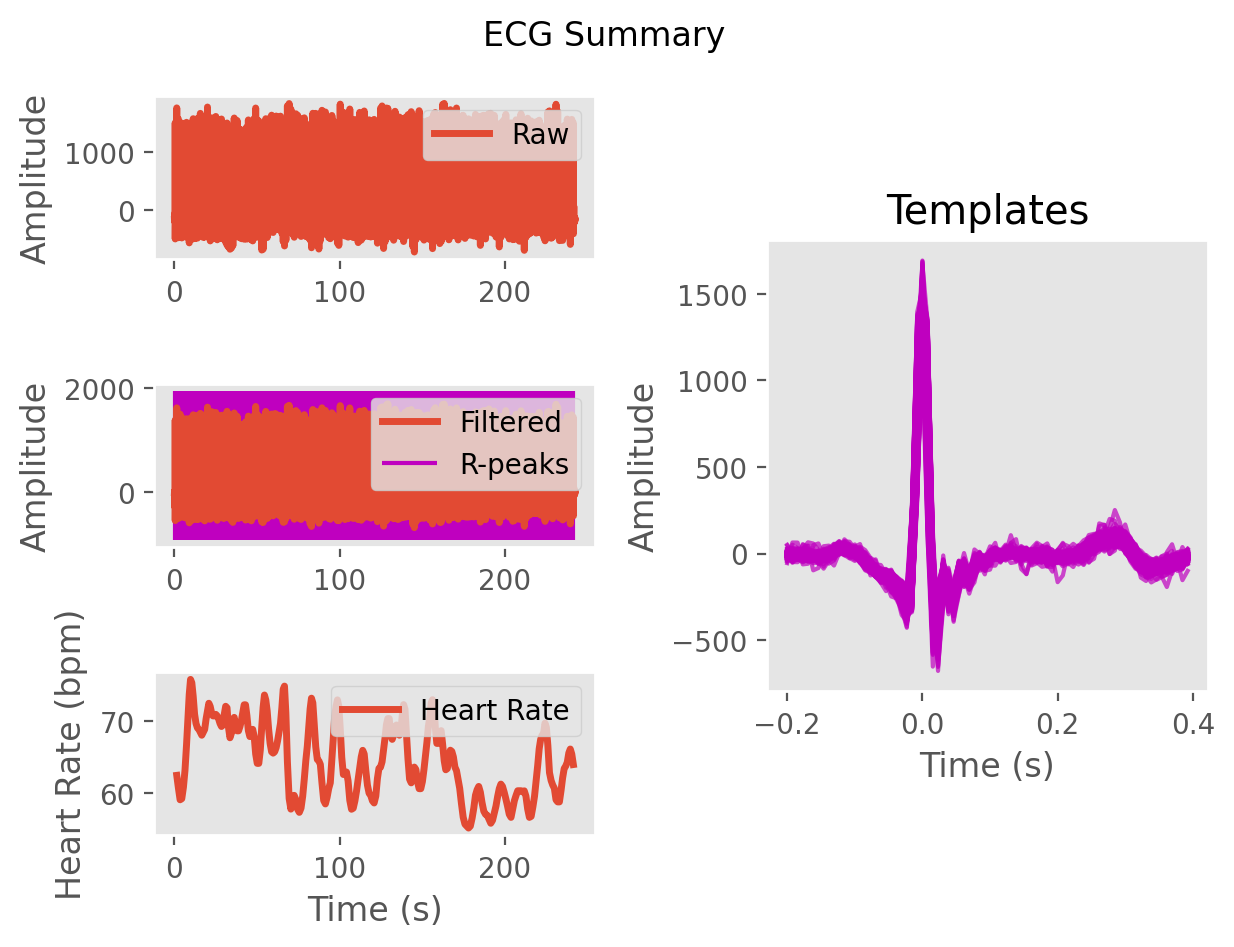 ECG Summary
Amplitude
1000
0
Raw
0 100 200
Amplitude
2000
0
Filtered
R-peaks
0 100 200
Heart Rate (bpm)
70
60
Heart Rate
0 100 200
Time (s)
Templates
Amplitude
1500
1000
500
0
−500
−0.2 0.0 0.2 0.4
Time (s)